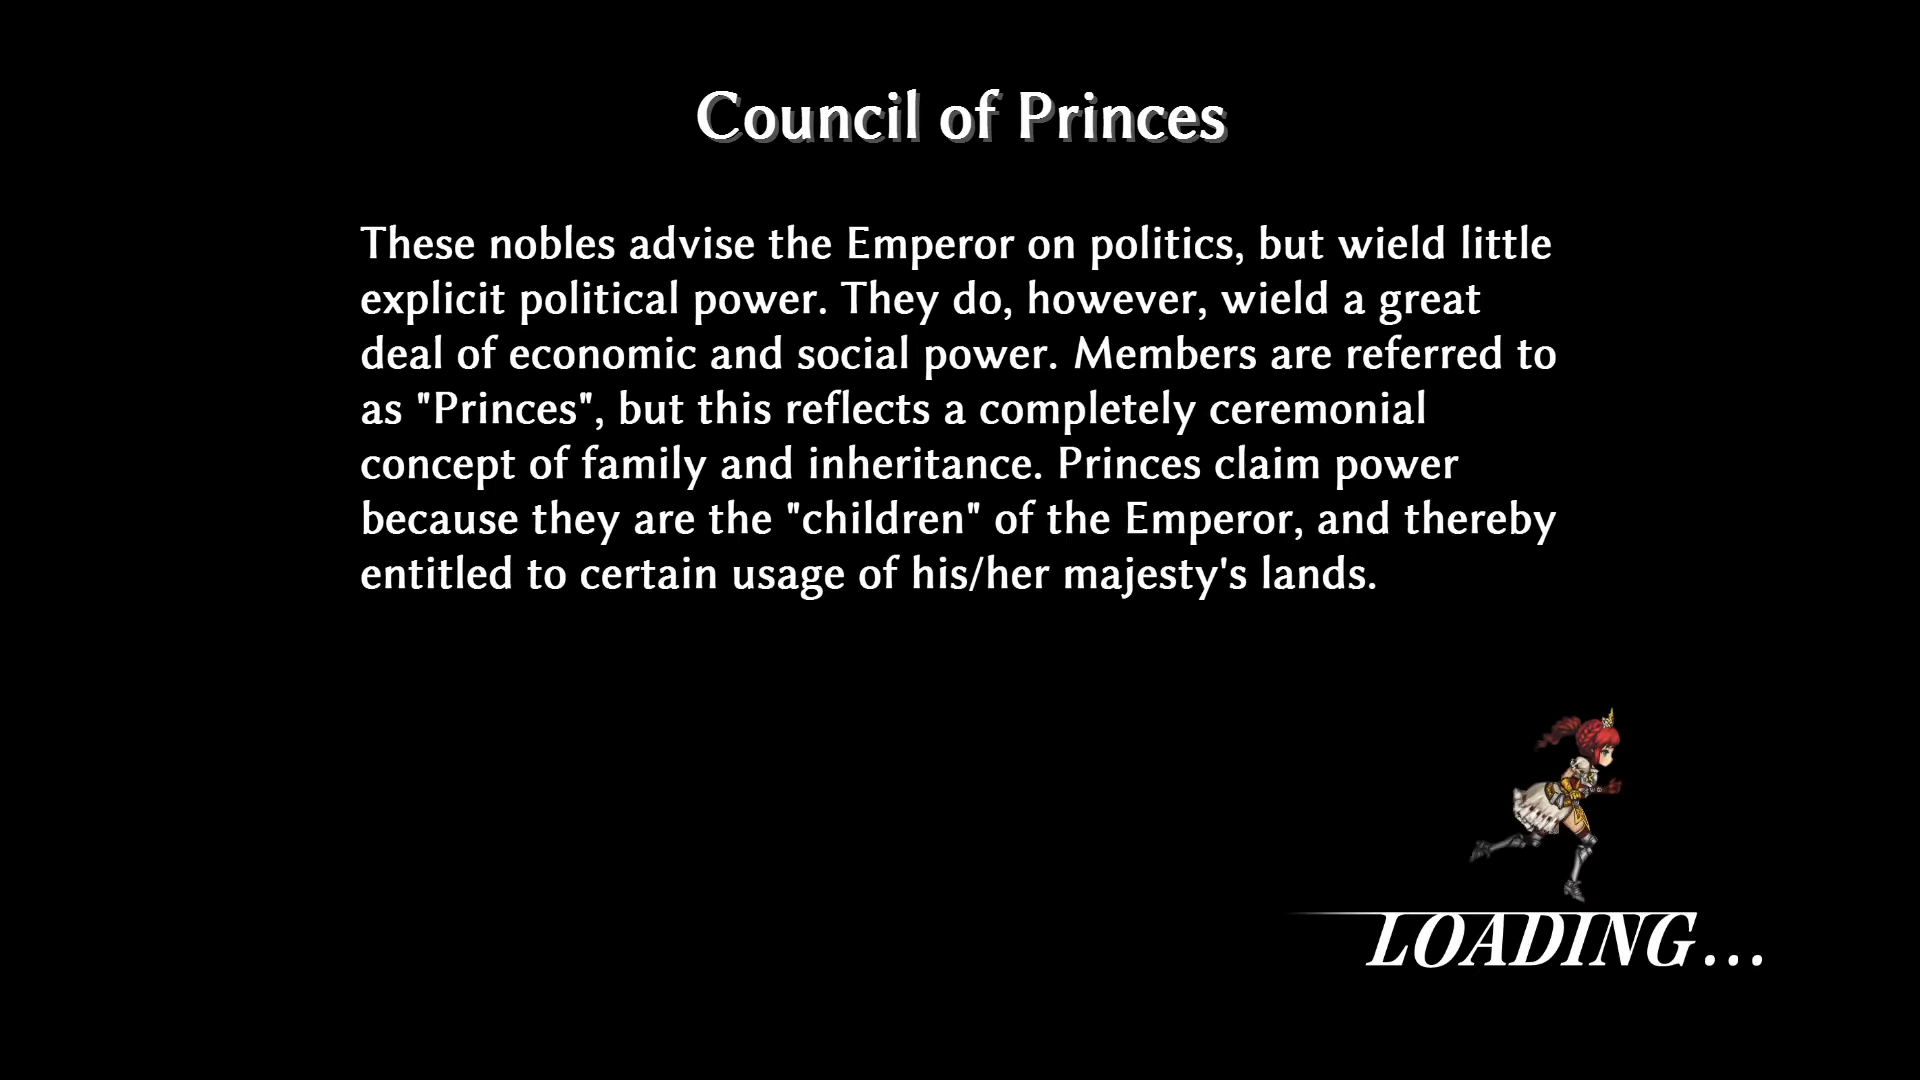 Council of Princes
These nobles advise the Emperor on politics, but wield little
explicit political power. They do, however, wield a great
deal of economic and social power. Members are referred to
as "Princes", but this reflects a completely ceremonial
concept of family and inheritance. Princes claim power
because they are the "children" of the Emperor, and thereby
entitled to certain usage of his/her majesty's lands.
LOADING...